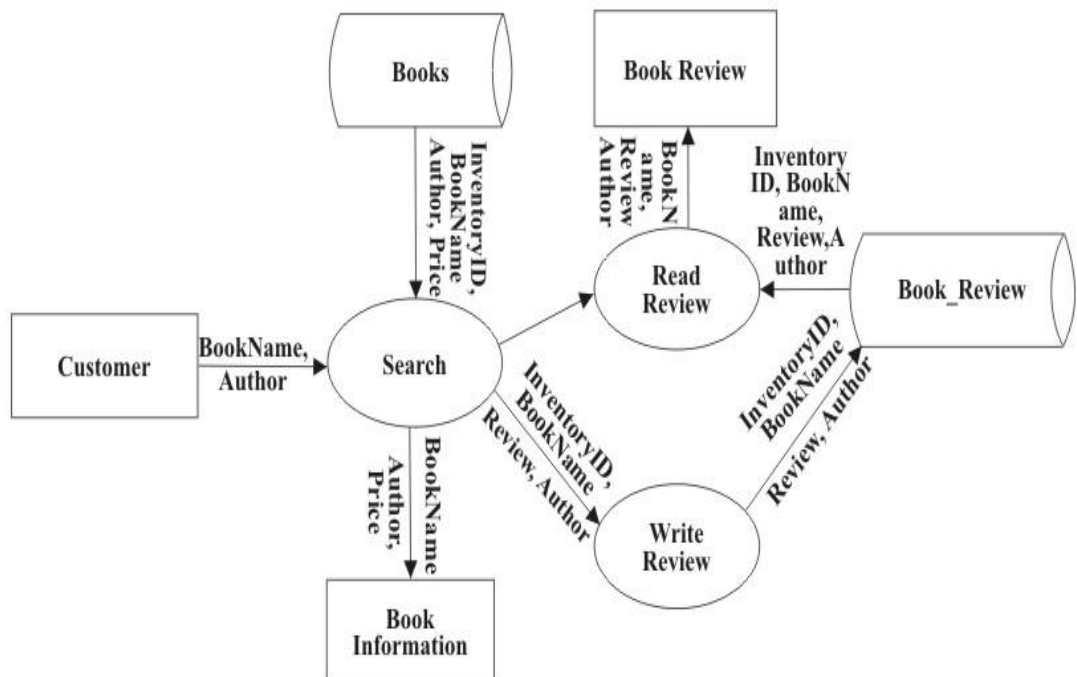 Books
Book Review
InventoryID,
BookName
Author, Price
BookN
ame,
Review
Author
Inventory
ID, BookN
ame,
Review,A
uthor
Read
Review
Book_Review
Customer
BookName,
Author
Search
InventoryID,
BookName
Review, Author
InventoryID,
BookName
Review, Author
BookName
Author,
Price
Write
Review
Book
Information